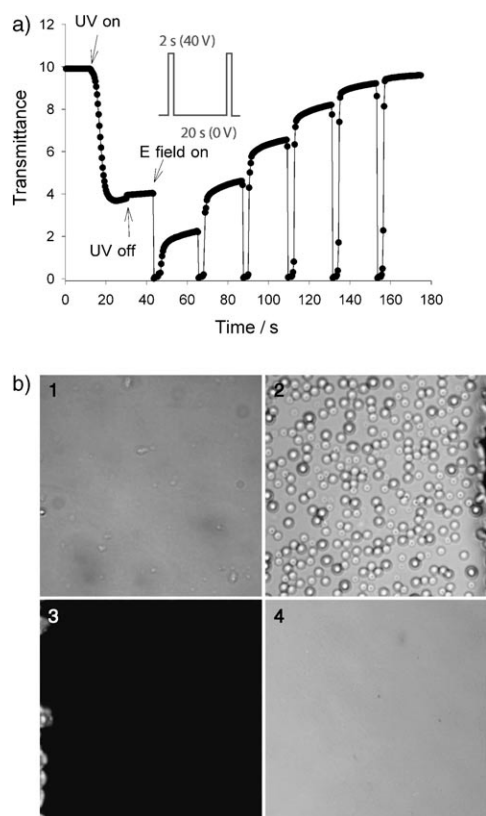 a)
12
10
8
6
4
2
0
Transmittance
UV on
2 s (40 V)
20 s (0 V)
E field on
UV off
0 20 40 60 80 100 120 140 160 180
Time / s
b)
1
2
3
4